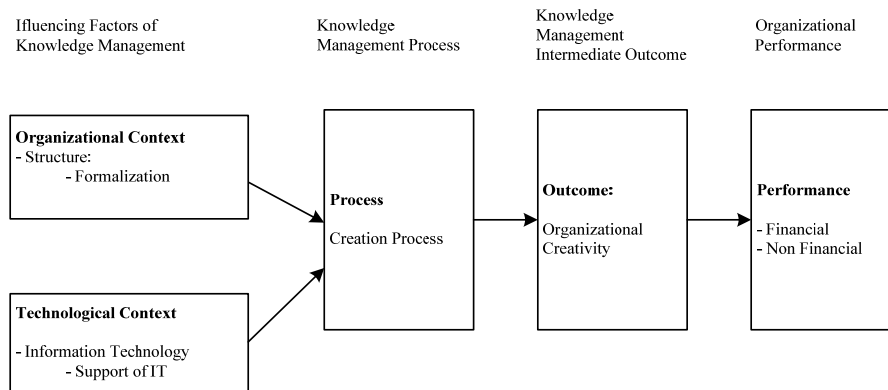 Ifluencing Factors of
Knowledge Management
Knowledge
Management Process
Knowledge
Management
Intermediate Outcome
Organizational
Performance
Organizational Context
- Structure:
- Formalization
Technological Context
- Information Technology
- Support of IT
Process
Creation Process
Outcome:
Organizational
Creativity
Performance
- Financial
- Non Financial